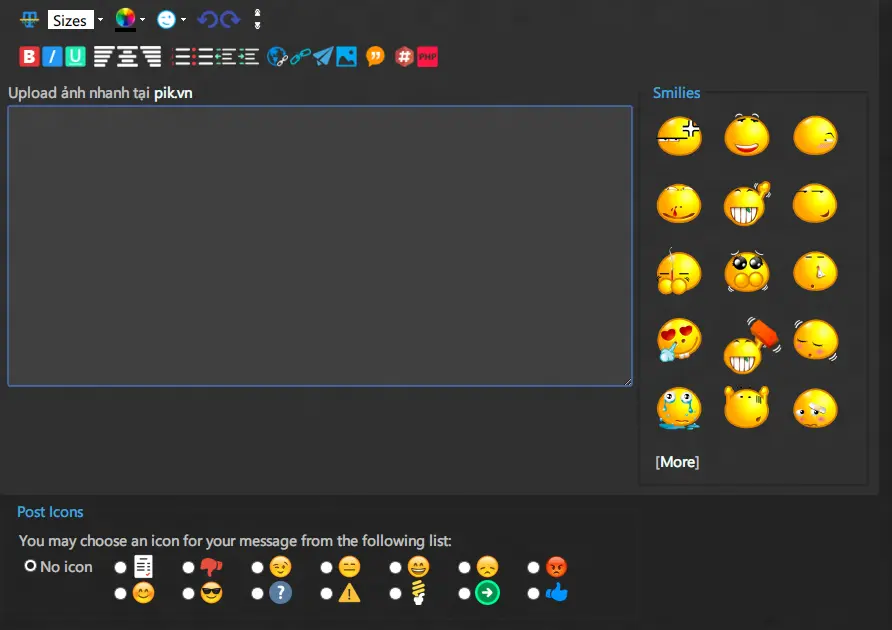 Sizes
B I U # PHP
Upload ảnh nhanh tại pik.vn
Smilies
[More]
Post Icons
You may choose an icon for your message from the following list:
No icon
?